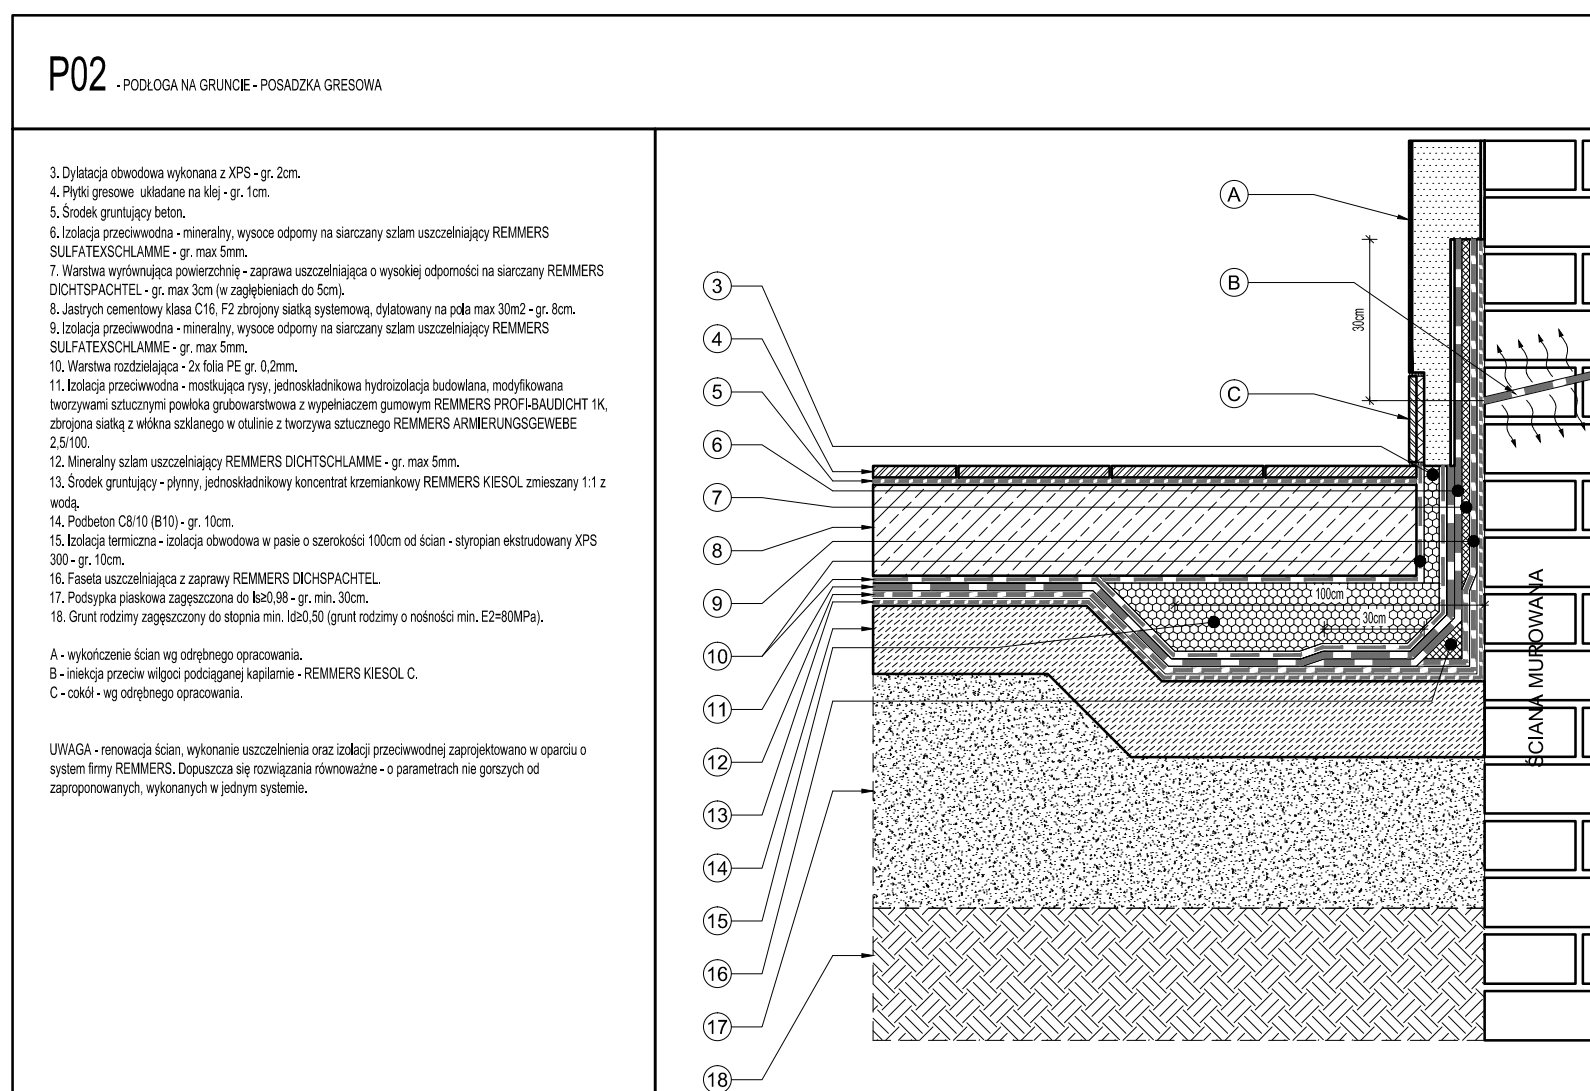 P02 - PODŁOGA NA GRUNCIE - POSADZKA GRESOWA
3. Dylatacja obwodowa wykonana z XPS - gr. 2cm.
4. Płytki gresowe układane na klej - gr. 1cm.
5. Środek gruntujący beton.
6. Izolacja przeciwwodna - mineralny, wysoce odporny na siarczany szlam uszczelniający REMMERS
SULFATEXSCHLAMME - gr. max 5mm.
7. Warstwa wyrównująca powierzchnię - zaprawa uszczelniająca o wysokiej odporności na siarczany REMMERS
DICHTSPACHTEL - gr. max 3cm (w zagłębieniach do 5cm).
8. Jastrych cementowy klasa C16, F2 zbrojony siatką systemową, dylatowany na pola max 30m2 - gr. 8cm.
9. Izolacja przeciwwodna - mineralny, wysoce odporny na siarczany szlam uszczelniający REMMERS
SULFATEXSCHLAMME - gr. max 5mm.
10. Warstwa rozdzielająca - 2x folia PE gr. 0,2mm.
11. Izolacja przeciwwodna - mostkująca rysy, jednoskładnikowa hydroizolacja budowlana, modyfikowana
tworzywami sztucznymi powłoka grubowarstwowa z wypełniaczem gumowym REMMERS PROFI-BAUDICHT 1K,
zbrojona siatką z włókna szklanego w otulinie z tworzywa sztucznego REMMERS ARMIERUNGSGEWEBE
2,5/100.
12. Mineralny szlam uszczelniający REMMERS DICHTSCHLAMME - gr. max 5mm.
13. Środek gruntujący - płynny, jednoskładnikowy koncentrat krzemiankowy REMMERS KIESOL zmieszany 1:1 z
wodą.
14. Podbeton C8/10 (B10) - gr. 10cm.
15. Izolacja termiczna - izolacja obwodowa w pasie o szerokości 100cm od ścian - styropian ekstrudowany XPS
300 - gr. 10cm.
16. Faseta uszczelniająca z zaprawy REMMERS DICHSPACHTEL.
17. Podsypka piaskowa zagęszczona do Is≥0,98 - gr. min. 30cm.
18. Grunt rodzimy zagęszczony do stopnia min. Id≥0,50 (grunt rodzimy o nośności min. E2=80MPa).
A - wykończenie ścian wg odrębnego opracowania.
B - iniekcja przeciw wilgoci podciąganej kapilarnie - REMMERS KIESOL C.
C - cokół - wg odrębnego opracowania.
UWAGA - renowacja ścian, wykonanie uszczelnienia oraz izolacji przeciwwodnej zaprojektowano w oparciu o
system firmy REMMERS. Dopuszcza się rozwiązania równoważne - o parametrach nie gorszych od
zaproponowanych, wykonanych w jednym systemie.
3
4
5
6
7
8
9
10
11
12
13
14
15
16
17
18
A
B
C
30cm
100cm
30cm
ŚCIANA MUROWANA